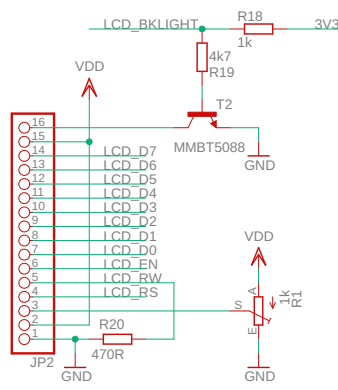 R18
LCD_BKLIGHT
3V3
1k
4k7
R19
VDD
T2
MMBT5088
GND
16
15
14 LCD_D7
13 LCD_D6
12 LCD_D5
11 LCD_D4
10 LCD_D3
9 LCD_D2
8 LCD_D1
7 LCD_D0
6 LCD_EN
5 LCD_RW
4 LCD_RS
3
2
1
JP2
R20
470R
GND
VDD
A
S
E
1k
R1
GND